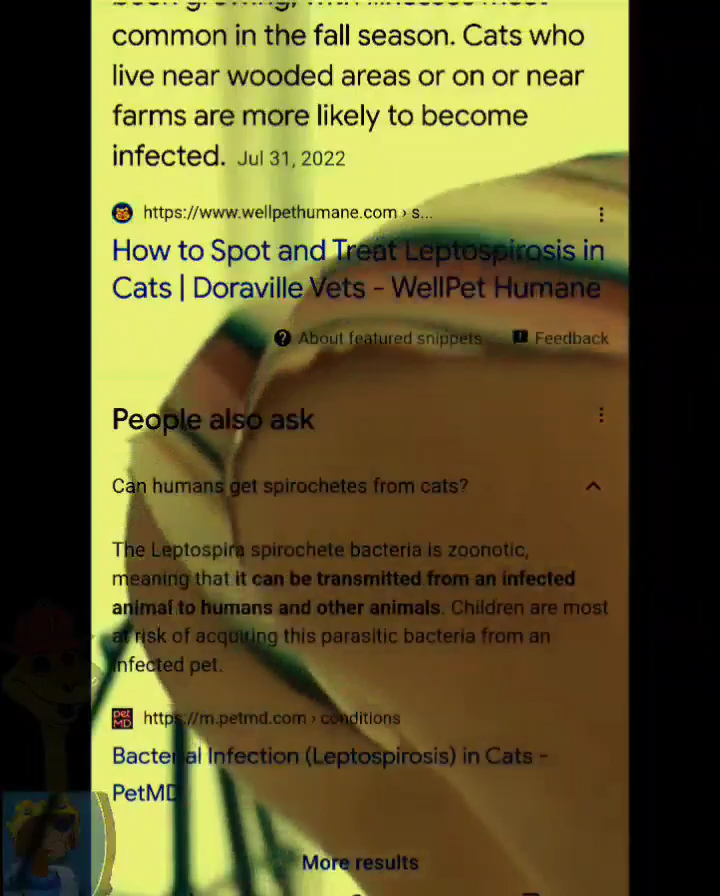 common in the fall season. Cats who
live near wooded areas or on or near
farms are more likely to become
infected. Jul 31, 2022
https://www.wellpethumane.com › s...
How to Spot and Treat Leptospirosis in
Cats | Doraville Vets - WellPet Humane
About featured snippets Feedback
People also ask
Can humans get spirochetes from cats?
The Leptospira spirochete bacteria is zoonotic,
meaning that it can be transmitted from an infected
animal to humans and other animals. Children are most
at risk of acquiring this parasitic bacteria from an
infected pet.
pet
MD
https://m.petmd.com › conditions
Bacterial Infection (Leptospirosis) in Cats -
PetMD
More results